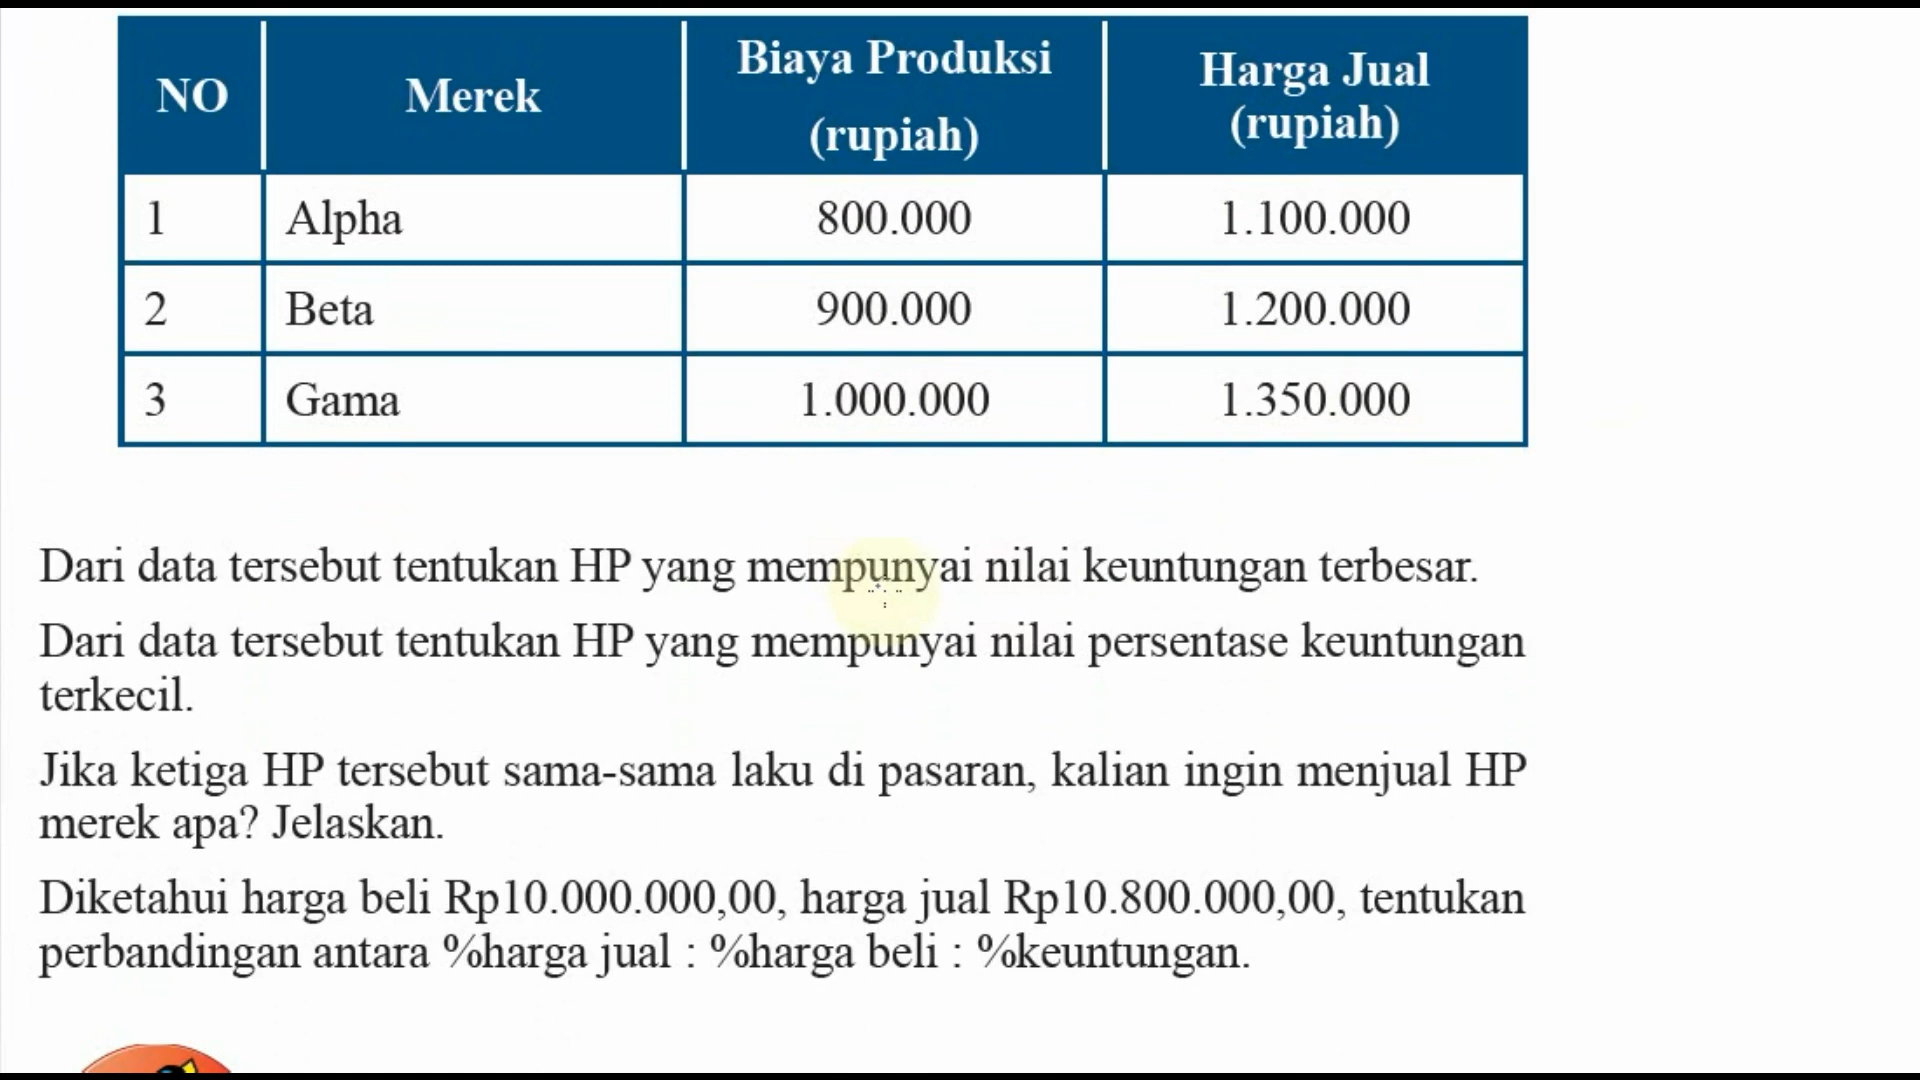 NO Merek Biaya Produksi (rupiah) Harga Jual (rupiah)
1 Alpha 800.000 1.100.000
2 Beta 900.000 1.200.000
3 Gama 1.000.000 1.350.000
Dari data tersebut tentukan HP yang mempunyai nilai keuntungan terbesar.
Dari data tersebut tentukan HP yang mempunyai nilai persentase keuntungan
terkecil.
Jika ketiga HP tersebut sama-sama laku di pasaran, kalian ingin menjual HP
merek apa? Jelaskan.
Diketahui harga beli Rp10.000.000,00, harga jual Rp10.800.000,00, tentukan
perbandingan antara %harga jual : %harga beli : %keuntungan.